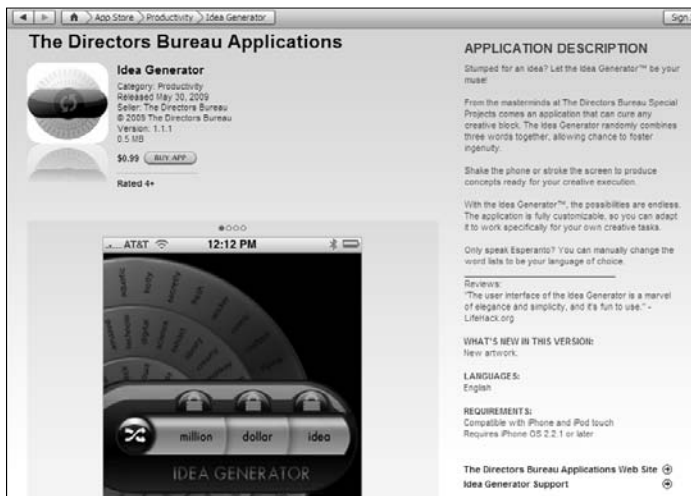 App Store
Productivity
Idea Generator
Sign
The Directors Bureau Applications
Idea Generator
Category: Productivity
Released May 30, 2009
Seller: The Directors Bureau
© 2009 The Directors Bureau
Version: 1.1.1
0.5 MB
$0.99
BUY APP
Rated 4+
AT&T
12:12 PM
million
dollar
idea
IDEA GENERATOR
APPLICATION DESCRIPTION
Stumped for an idea? Let the Idea Generator™ be your
muse!
From the masterminds at The Directors Bureau Special
Projects comes an application that can cure any
creative block. The Idea Generator randomly combines
three words together, allowing chance to foster
ingenuity.
Shake the phone or stroke the screen to produce
concepts ready for your creative execution.
With the Idea Generator™, the possibilities are endless.
The application is fully customizable, so you can adapt
it to work specifically for your own creative tasks.
Only speak Esperanto? You can manually change the
word lists to be your language of choice.
Reviews:
"The user interface of the Idea Generator is a marvel
of elegance and simplicity, and it's fun to use." -
LifeHack.org
WHAT'S NEW IN THIS VERSION:
New artwork.
LANGUAGES:
English
REQUIREMENTS:
Compatible with iPhone and iPod touch
Requires iPhone OS 2.2.1 or later
The Directors Bureau Applications Web Site
Idea Generator Support